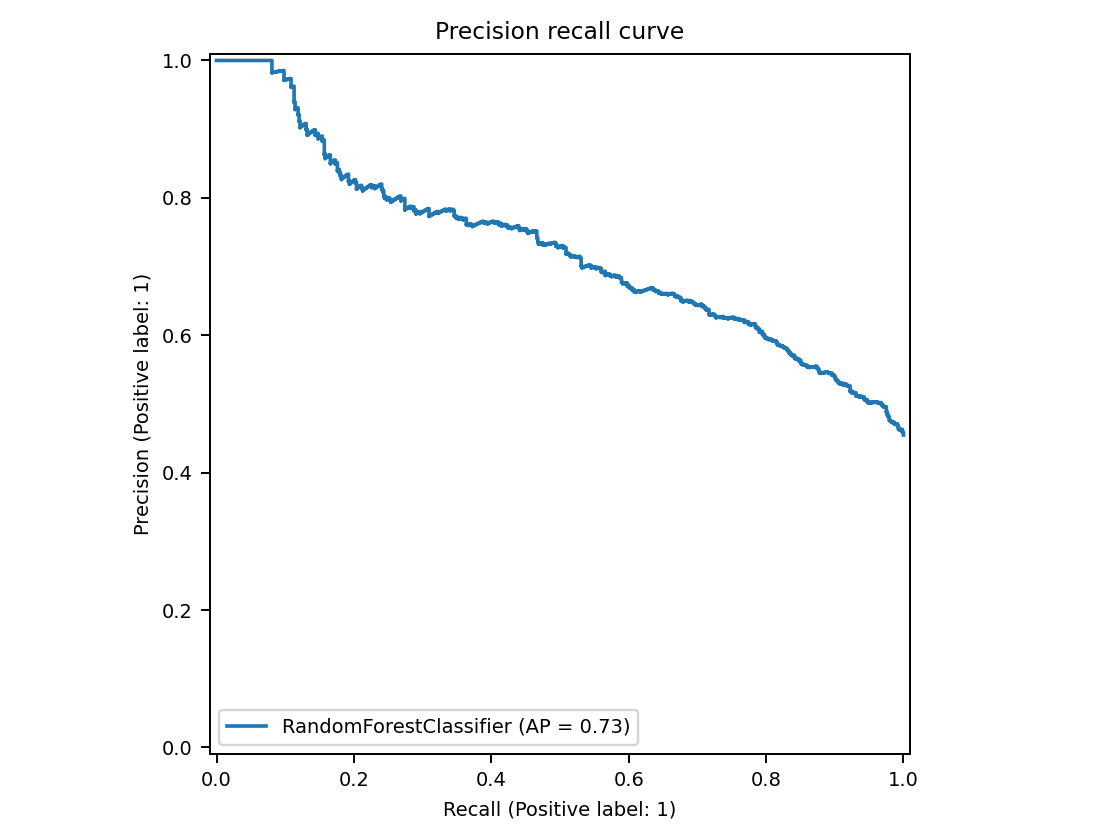 Precision recall curve
1.0
0.8
0.6
0.4
0.2
0.0
Precision (Positive label: 1)
RandomForestClassifier (AP = 0.73)
0.0 0.2 0.4 0.6 0.8 1.0
Recall (Positive label: 1)